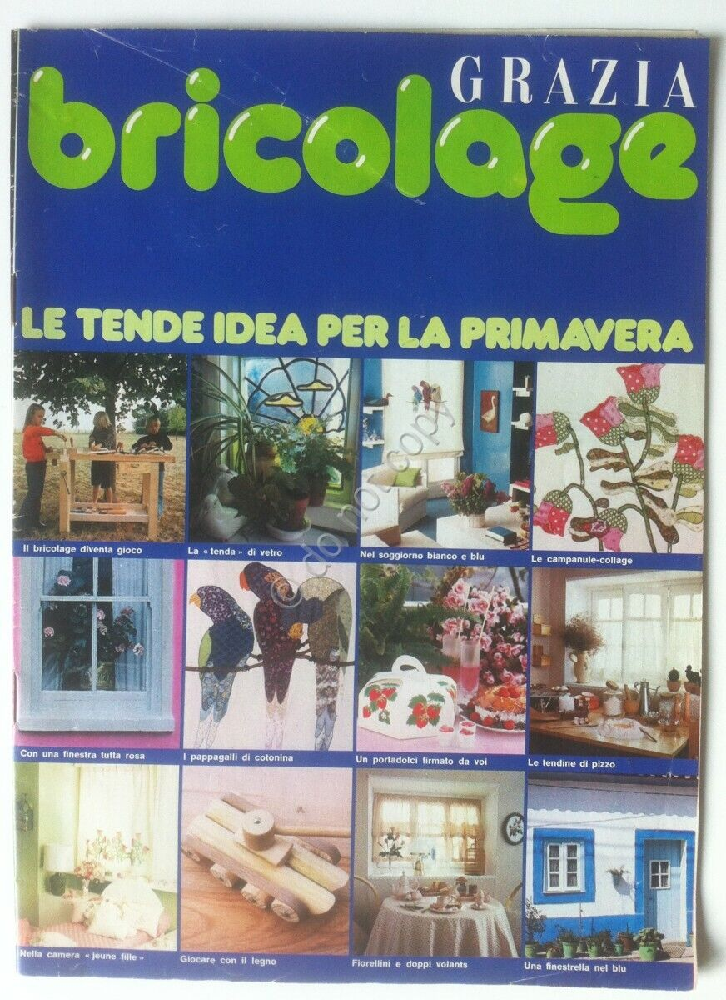 GRAZIA
bricolage
LE TENDE IDEA PER LA PRIMAVERA
Il bricolage diventa gioco
La « tenda » di vetro
Nel soggiorno bianco e blu
Le campanule-collage
Con una finestra tutta rosa
I pappagalli di cotonina
Un portadolci firmato da voi
Le tendine di pizzo
Nella camera « jeune fille »
Giocare con il legno
Fiorellini e doppi volants
Una finestrella nel blu
© do not copy